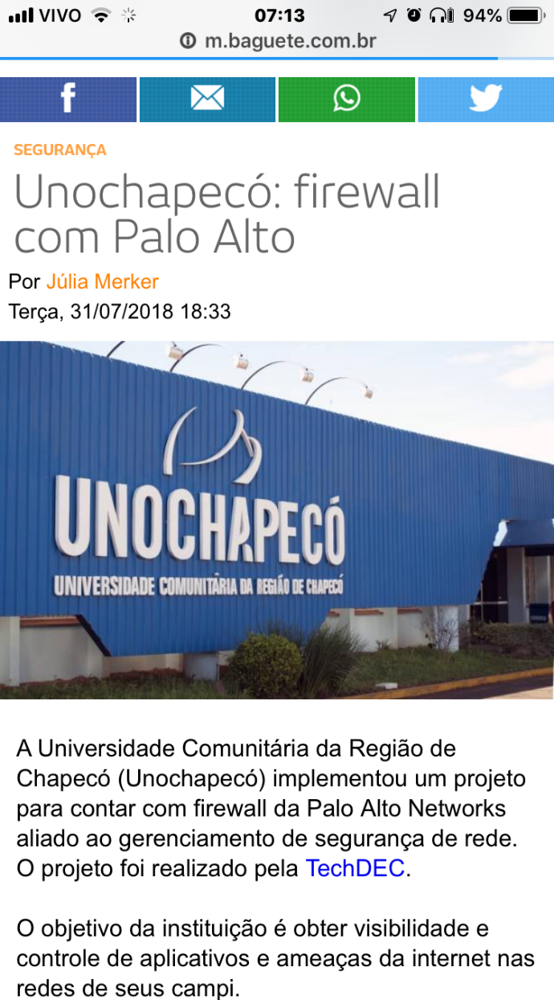 VIVO 07:13 94%
m.baguete.com.br
SEGURANÇA
Unochapecó: firewall
com Palo Alto
Por Júlia Merker
Terça, 31/07/2018 18:33
UNOCHAPECÓ
UNIVERSIDADE COMUNITÁRIA DA REGIÃO DE CHAPECÓ
A Universidade Comunitária da Região de
Chapecó (Unochapecó) implementou um projeto
para contar com firewall da Palo Alto Networks
aliado ao gerenciamento de segurança de rede.
O projeto foi realizado pela TechDEC.
O objetivo da instituição é obter visibilidade e
controle de aplicativos e ameaças da internet nas
redes de seus campi.